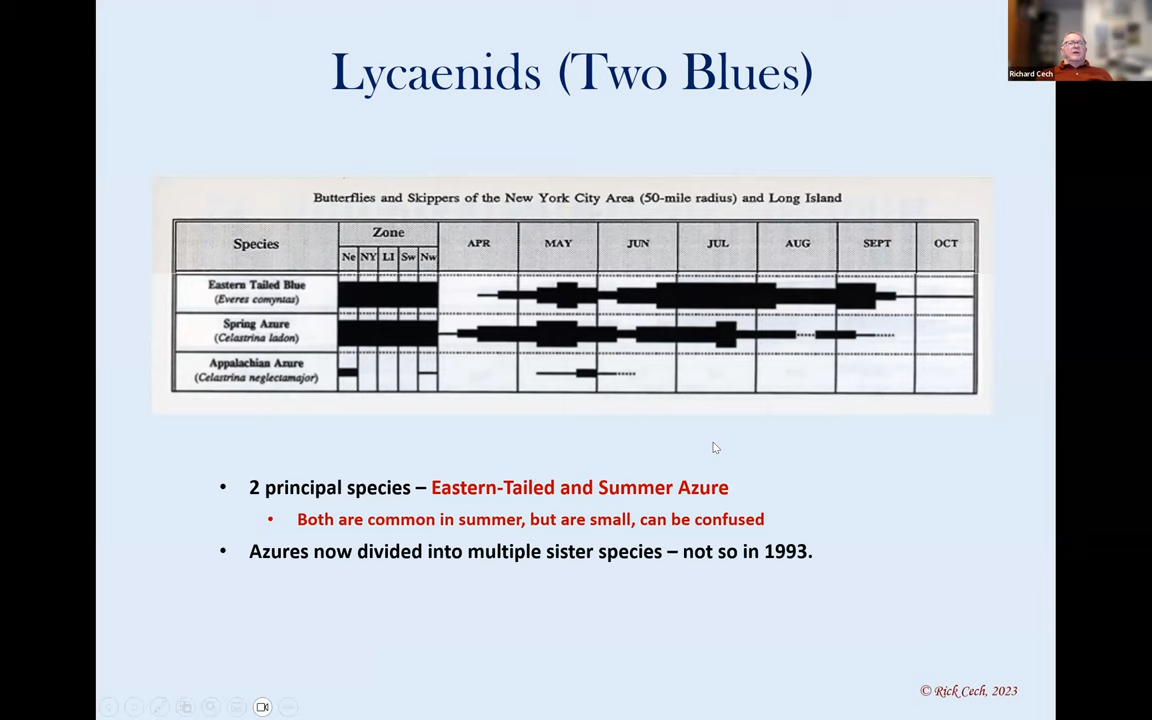 Lycaenids (Two Blues)
Richard Cech
Butterflies and Skippers of the New York City Area (50-mile radius) and Long Island
Species
Zone
Ne NY LI Sw Nw
APR MAY JUN JUL AUG SEPT OCT
Eastern Tailed Blue
(Everes comyntas)
Spring Azure
(Celastrina ladon)
Appalachian Azure
(Celastrina neglectamajor)
• 2 principal species – Eastern-Tailed and Summer Azure
• Both are common in summer, but are small, can be confused
• Azures now divided into multiple sister species – not so in 1993.
© Rick Cech, 2023